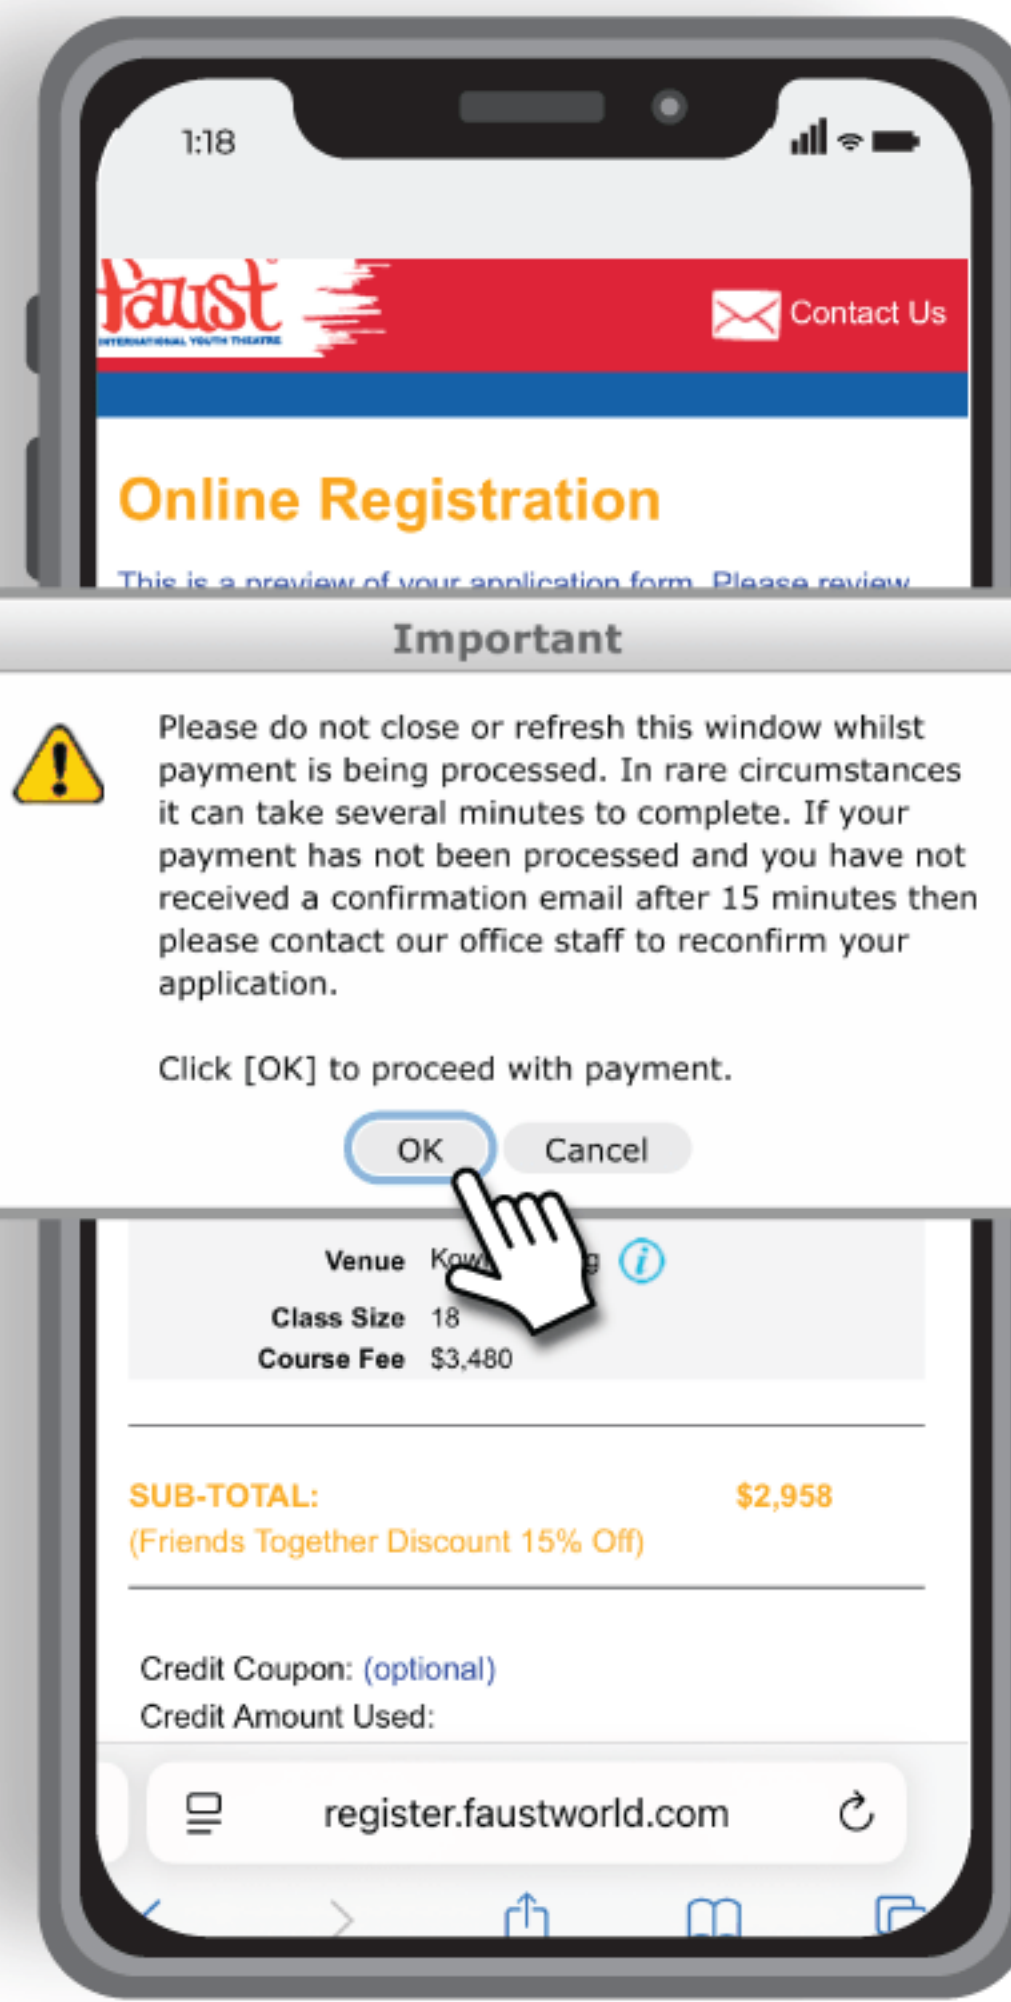 1:18
faust
INTERNATIONAL YOUTH THEATRE
Contact Us
Online Registration
This is a preview of your application form. Please review
Important
Please do not close or refresh this window whilst
payment is being processed. In rare circumstances
it can take several minutes to complete. If your
payment has not been processed and you have not
received a confirmation email after 15 minutes then
please contact our office staff to reconfirm your
application.
Click [OK] to proceed with payment.
OK Cancel
Venue
Class Size 18
Course Fee $3,480
SUB-TOTAL: $2,958
(Friends Together Discount 15% Off)
Credit Coupon: (optional)
Credit Amount Used:
register.faustworld.com